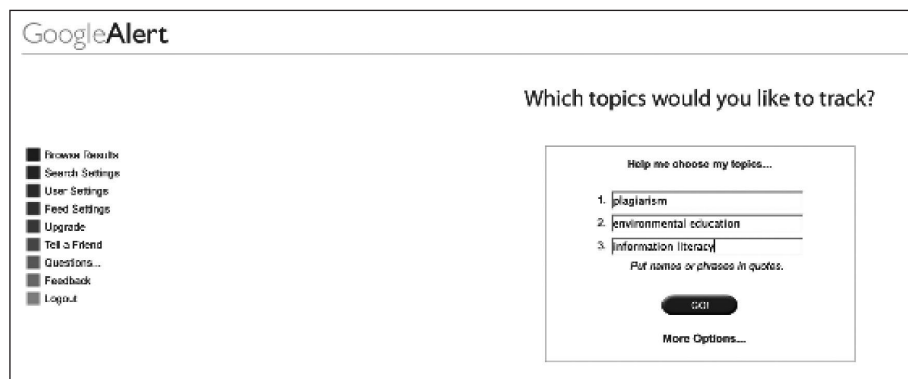 GoogleAlert
Which topics would you like to track?
Browse Results
Search Settings
User Settings
Feed Settings
Upgrade
Tell a Friend
Questions...
Feedback
Logout
Help me choose my topics...
1. plagiarism
2. environmental education
3. information literacy
Put names or phrases in quotes.
GO!
More Options...